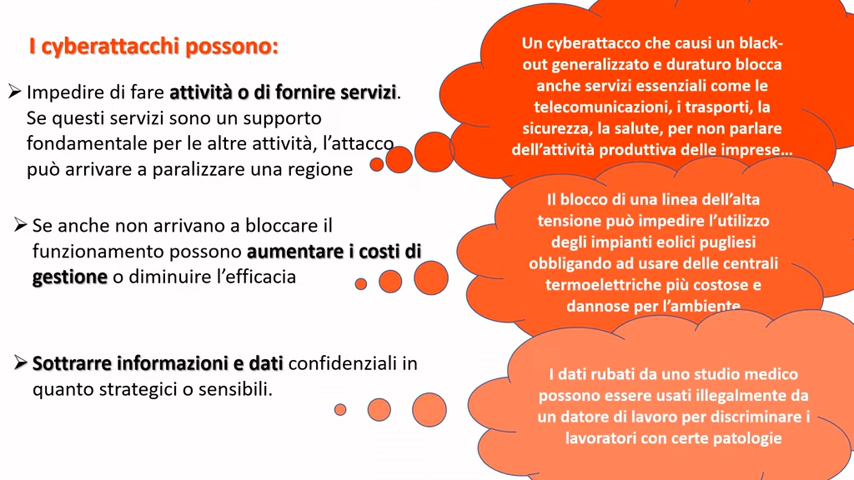 I cyberattacchi possono:
➢ Impedire di fare attività o di fornire servizi.
Se questi servizi sono un supporto
fondamentale per le altre attività, l'attacco
può arrivare a paralizzare una regione
➢ Se anche non arrivano a bloccare il
funzionamento possono aumentare i costi di
gestione o diminuire l'efficacia
➢ Sottrarre informazioni e dati confidenziali in
quanto strategici o sensibili.
Un cyberattacco che causi un black-
out generalizzato e duraturo blocca
anche servizi essenziali come le
telecomunicazioni, i trasporti, la
sicurezza, la salute, per non parlare
dell'attività produttiva delle imprese…
Il blocco di una linea dell'alta
tensione può impedire l'utilizzo
degli impianti eolici pugliesi
obbligando ad usare delle centrali
termoelettriche più costose e
dannose per l'ambiente
I dati rubati da uno studio medico
possono essere usati illegalmente da
un datore di lavoro per discriminare i
lavoratori con certe patologie